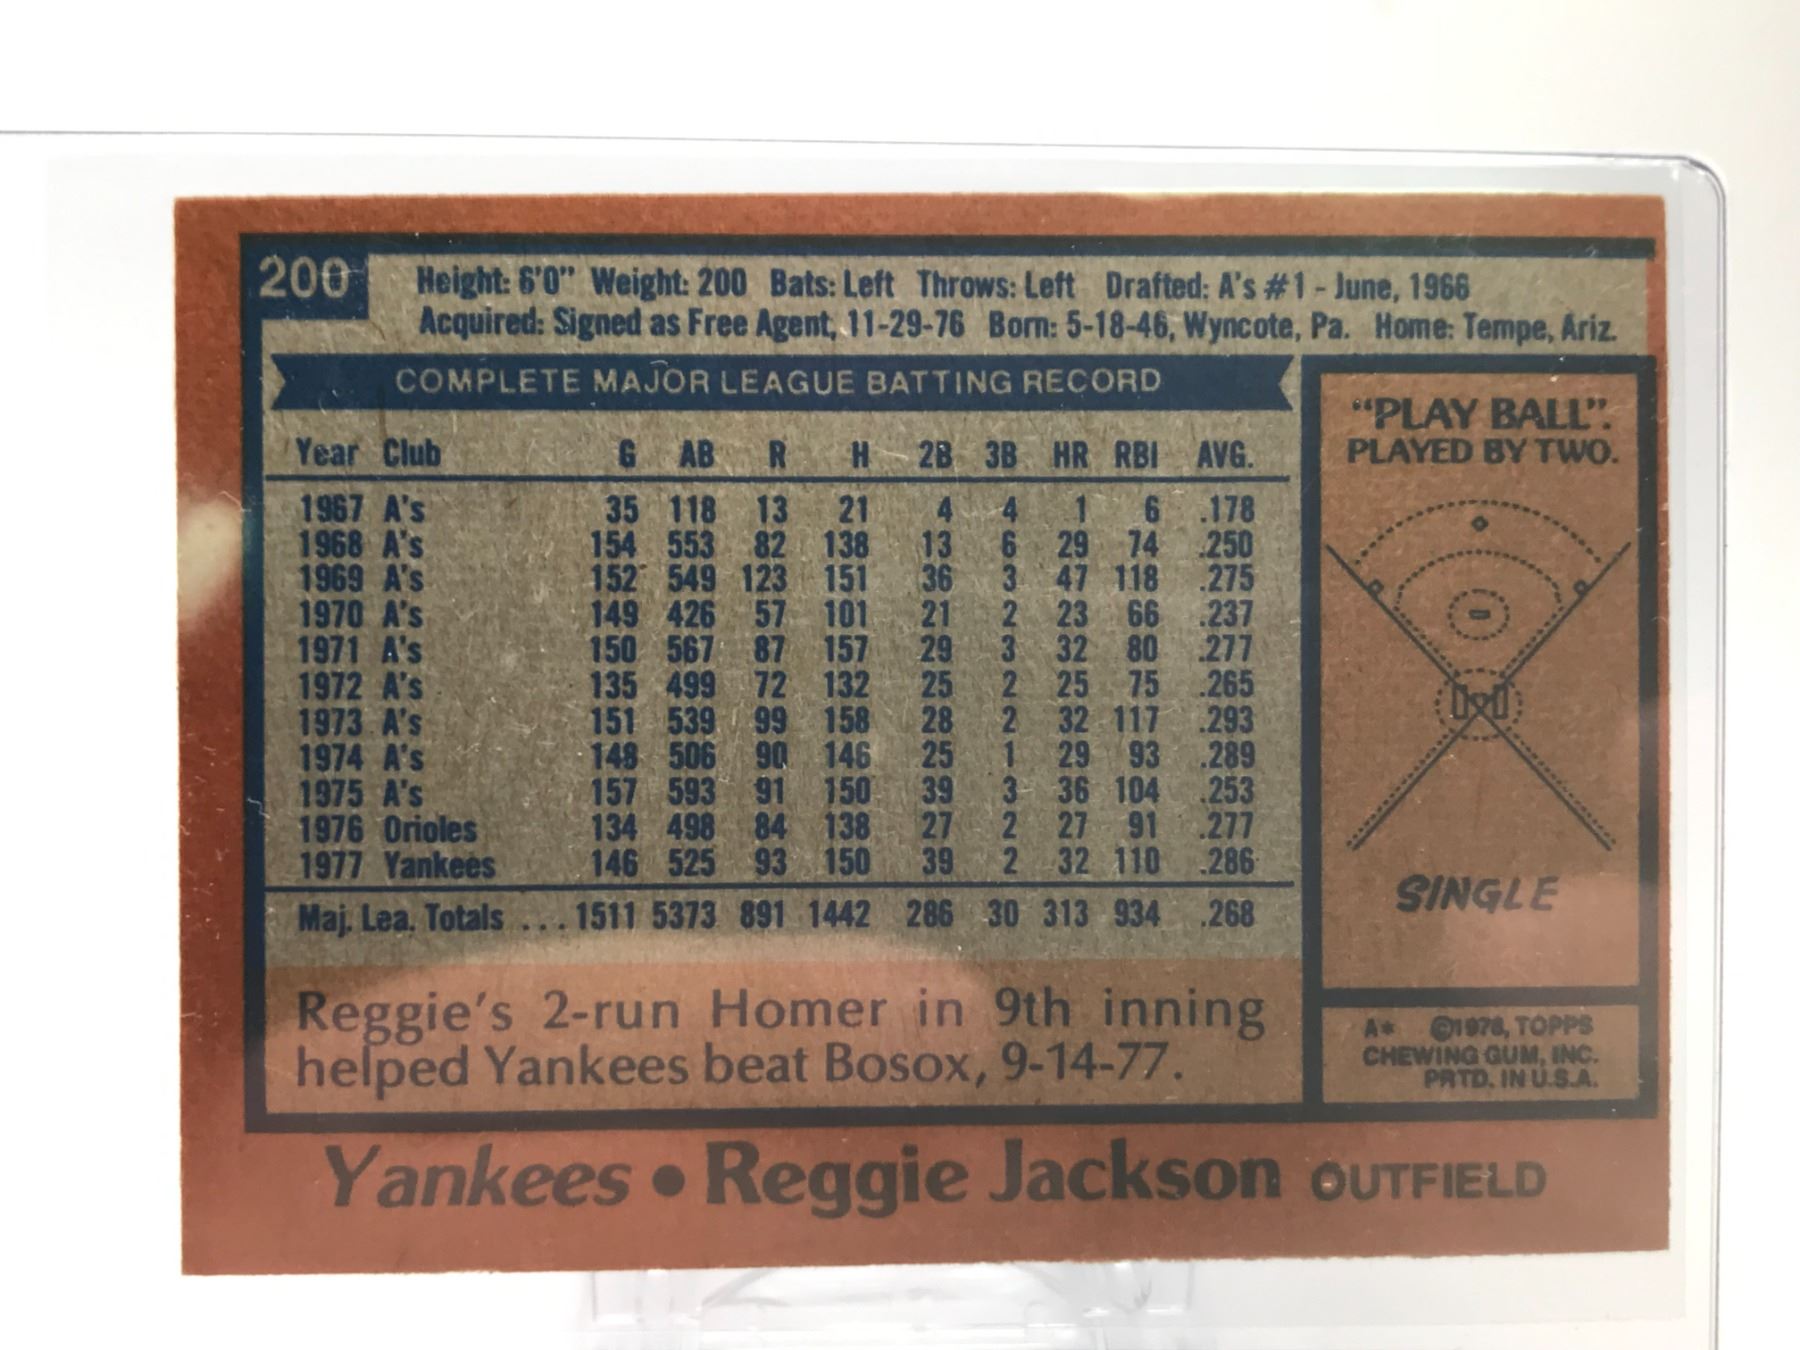 200
Height: 6'0" Weight: 200 Bats: Left Throws: Left Drafted: A's #1 - June, 1966
Acquired: Signed as Free Agent, 11-29-76 Born: 5-18-46, Wyncote, Pa. Home: Tempe, Ariz.
COMPLETE MAJOR LEAGUE BATTING RECORD
Year Club G AB R H 2B 3B HR RBI AVG.
1967 A's 35 118 13 21 4 4 1 6 .178
1968 A's 154 553 82 138 13 6 29 74 .250
1969 A's 152 549 123 151 36 3 47 118 .275
1970 A's 149 426 57 101 21 2 23 66 .237
1971 A's 150 567 87 157 29 3 32 80 .277
1972 A's 135 499 72 132 25 2 25 75 .265
1973 A's 151 539 99 158 28 2 32 117 .293
1974 A's 148 506 90 146 25 1 29 93 .289
1975 A's 157 593 91 150 39 3 36 104 .253
1976 Orioles 134 498 84 138 27 2 27 91 .277
1977 Yankees 146 525 93 150 39 2 32 110 .286
Maj. Lea. Totals ... 1511 5373 891 1442 286 30 313 934 .268
Reggie's 2-run Homer in 9th inning
helped Yankees beat Bosox, 9-14-77.
"PLAY BALL".
PLAYED BY TWO.
SINGLE
A* ©1978, TOPPS
CHEWING GUM, INC.
PRTD. IN U.S.A.
Yankees • Reggie Jackson OUTFIELD